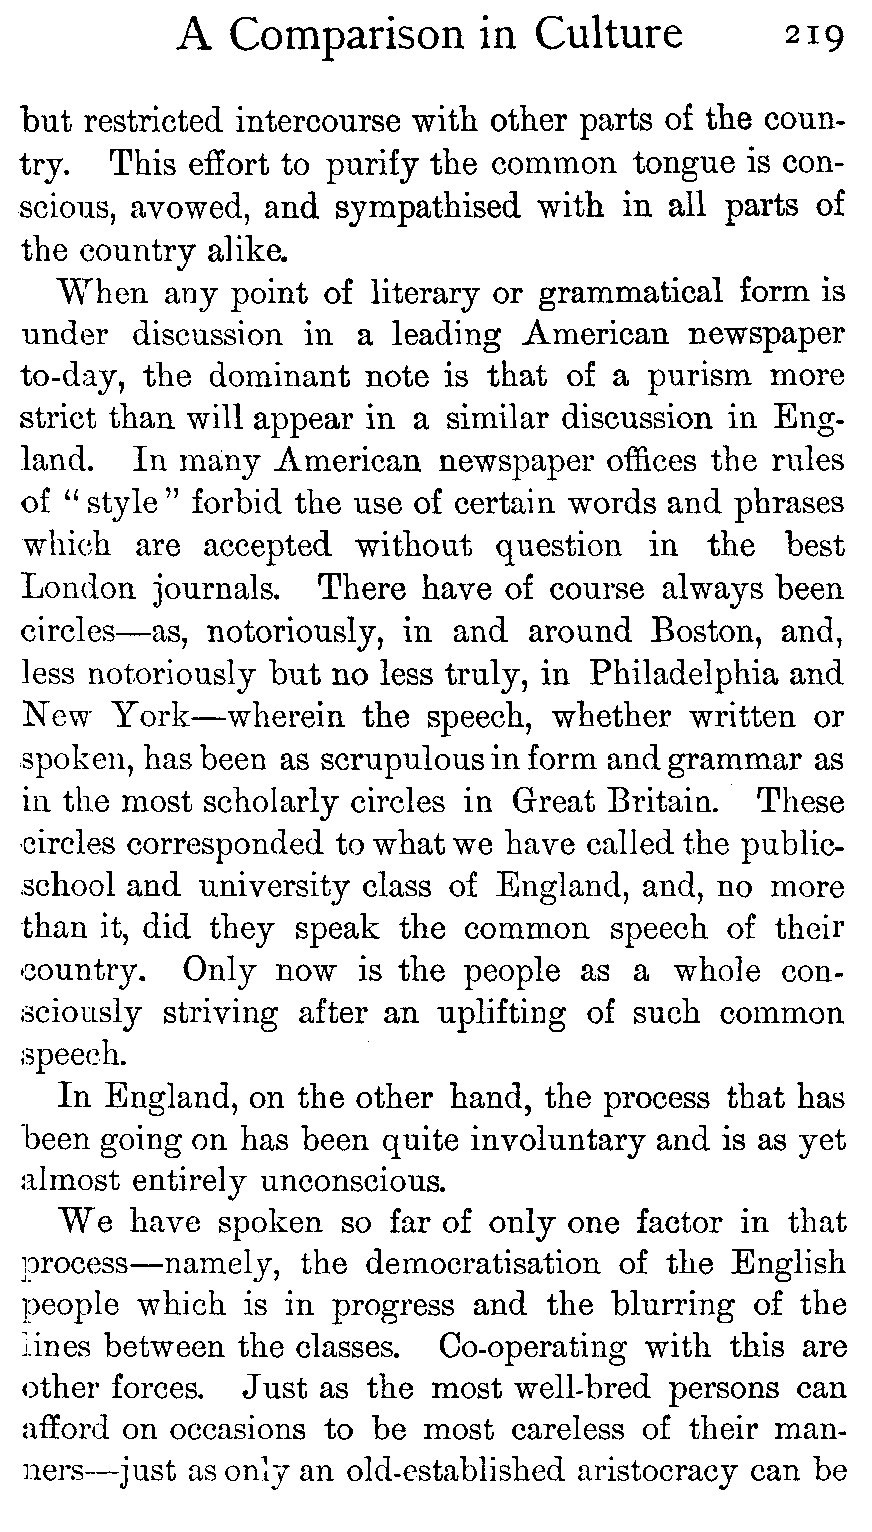 A Comparison in Culture 219
but restricted intercourse with other parts of the coun-
try. This effort to purify the common tongue is con-
scious, avowed, and sympathised with in all parts of
the country alike.
When any point of literary or grammatical form is
under discussion in a leading American newspaper
to-day, the dominant note is that of a purism more
strict than will appear in a similar discussion in Eng-
land. In many American newspaper offices the rules
of “ style ” forbid the use of certain words and phrases
which are accepted without question in the best
London journals. There have of course always been
circles—as, notoriously, in and around Boston, and,
less notoriously but no less truly, in Philadelphia and
New York—wherein the speech, whether written or
spoken, has been as scrupulous in form and grammar as
in the most scholarly circles in Great Britain. These
circles corresponded to what we have called the public-
school and university class of England, and, no more
than it, did they speak the common speech of their
country. Only now is the people as a whole con-
sciously striving after an uplifting of such common
speech.
In England, on the other hand, the process that has
been going on has been quite involuntary and is as yet
almost entirely unconscious.
We have spoken so far of only one factor in that
process—namely, the democratisation of the English
people which is in progress and the blurring of the
lines between the classes. Co-operating with this are
other forces. Just as the most well-bred persons can
afford on occasions to be most careless of their man-
ners—just as only an old-established aristocracy can be